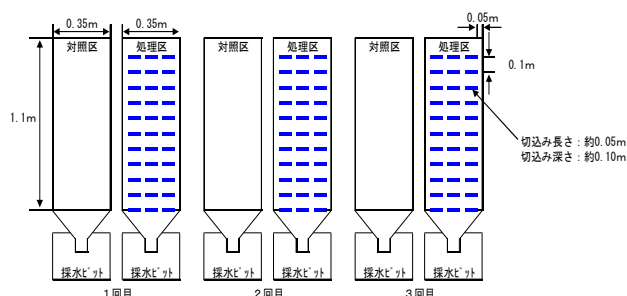 0.35m 0.35m 0.05m
対照区 処理区 対照区 処理区 対照区 処理区
0.1m
1.1m
切込み長さ：約0.05m
切込み深さ：約0.10m
採水ﾋﾟｯﾄ 採水ﾋﾟｯﾄ 採水ﾋﾟｯﾄ 採水ﾋﾟｯﾄ 採水ﾋﾟｯﾄ 採水ﾋﾟｯﾄ
1回目 2回目 3回目